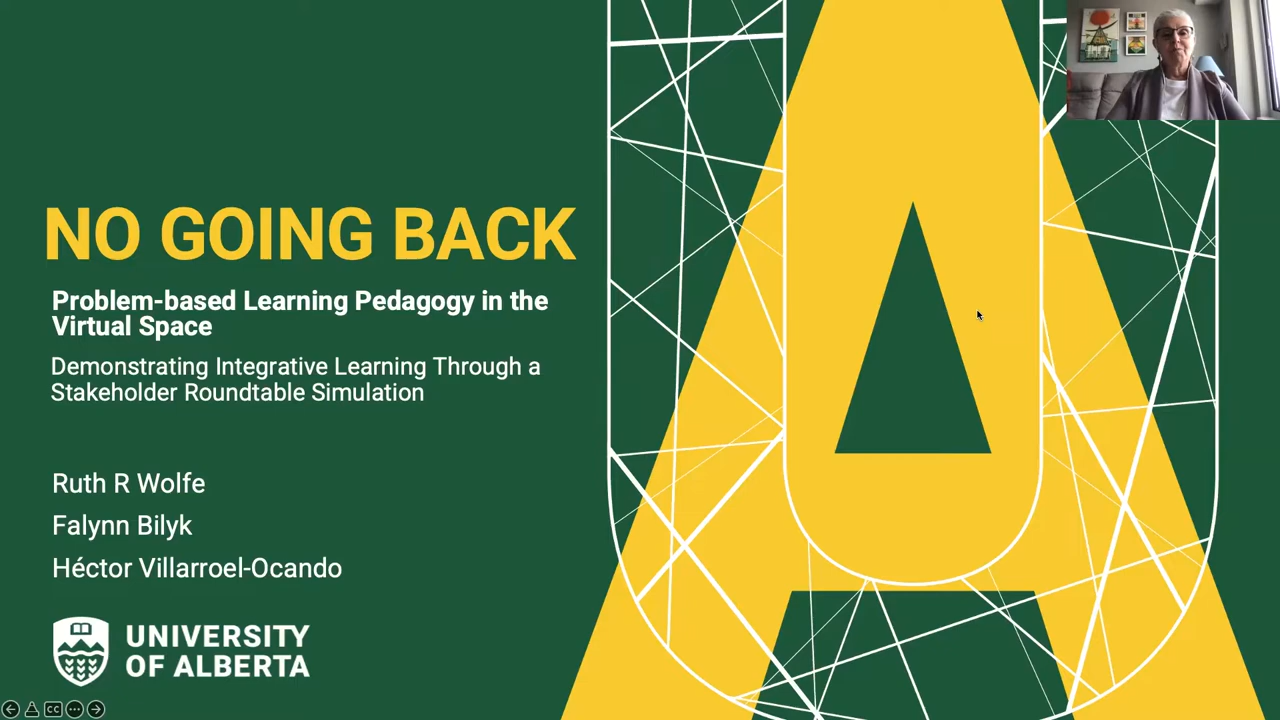 NO GOING BACK
Problem-based Learning Pedagogy in the
Virtual Space
Demonstrating Integrative Learning Through a
Stakeholder Roundtable Simulation
Ruth R Wolfe
Falynn Bilyk
Héctor Villarroel-Ocando
UNIVERSITY
OF ALBERTA
CC